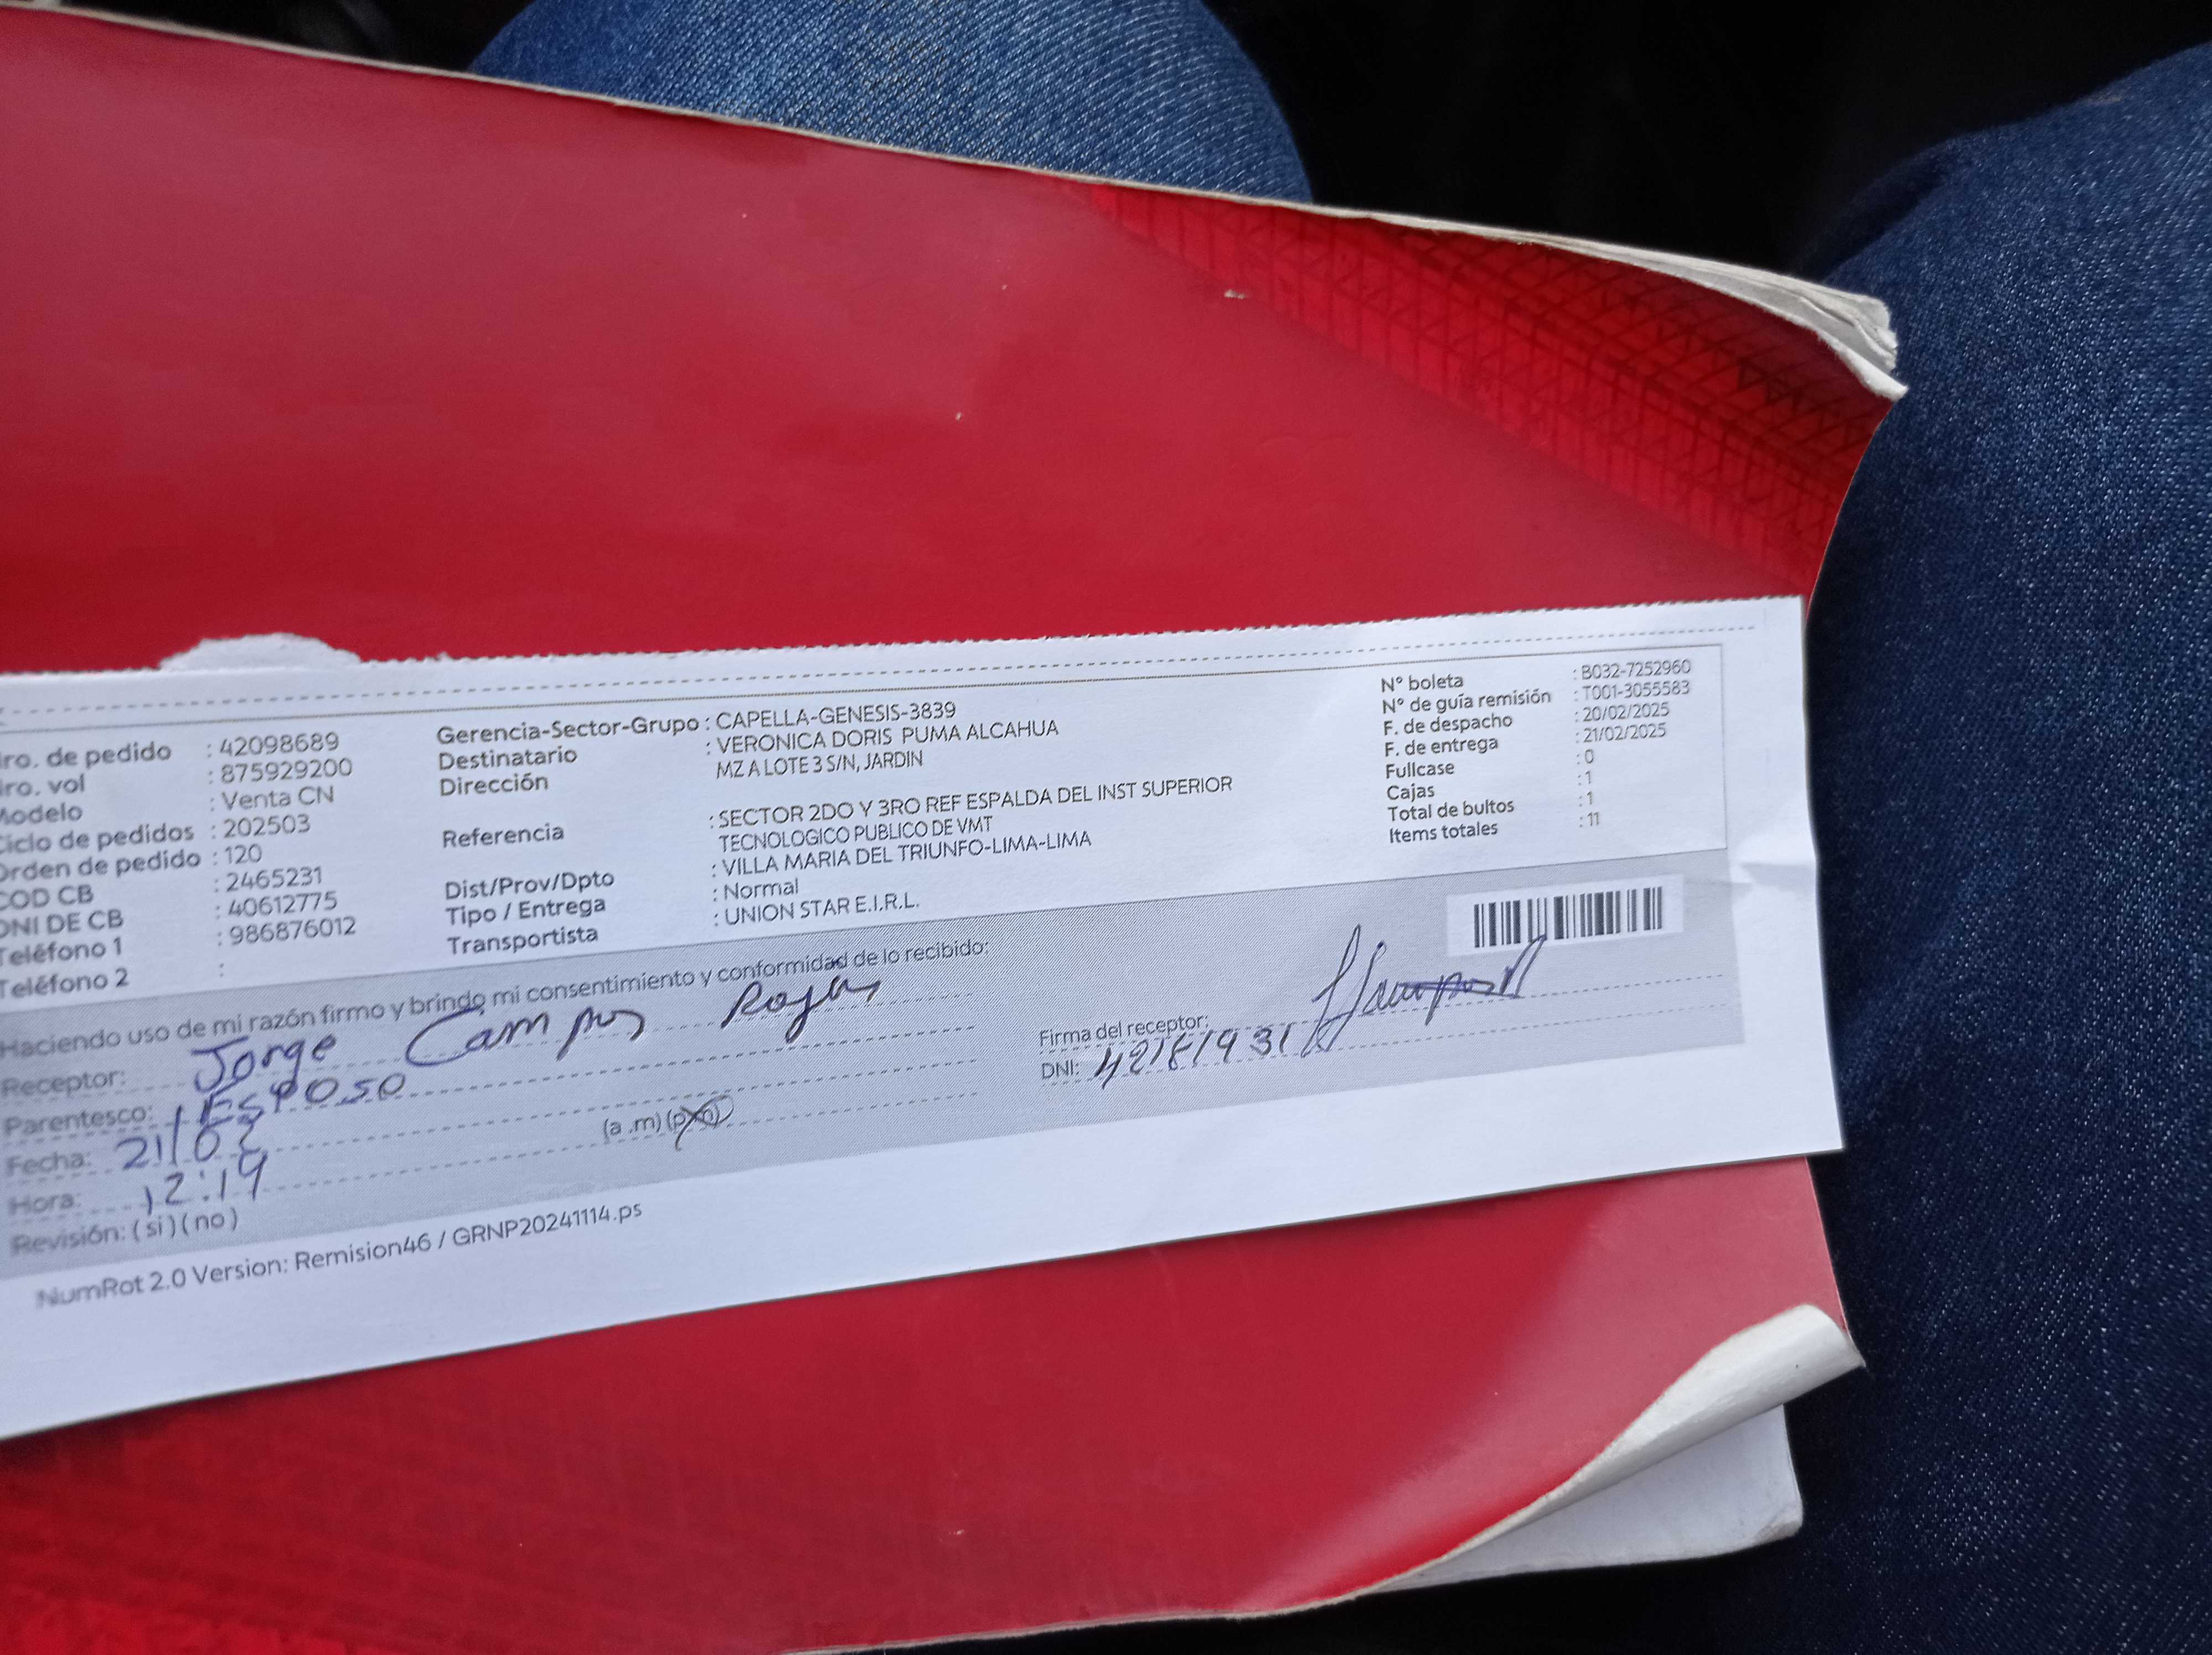 ro. de pedido : 42098689
ro. vol : 875929200
Modelo : Venta CN
Ciclo de pedidos : 202503
Orden de pedido : 120
COD CB : 2465231
DNI DE CB : 40612775
Teléfono 1 : 986876012
Teléfono 2 :
Gerencia-Sector-Grupo : CAPELLA-GENESIS-3839
Destinatario : VERONICA DORIS PUMA ALCAHUA
Dirección MZ A LOTE 3 S/N, JARDIN
Referencia : SECTOR 2DO Y 3RO REF ESPALDA DEL INST SUPERIOR
TECNOLOGICO PUBLICO DE VMT
Dist/Prov/Dpto : VILLA MARIA DEL TRIUNFO-LIMA-LIMA
Tipo / Entrega : Normal
Transportista : UNION STAR E.I.R.L.
N° boleta : B032-7252960
N° de guía remisión : T001-3055583
F. de despacho : 20/02/2025
F. de entrega : 21/02/2025
Fullcase : 0
Cajas : 1
Total de bultos : 1
Items totales : 11
Haciendo uso de mi razón firmo y brindo mi consentimiento y conformidad de lo recibido:
Receptor: Jorge Campos Rojas
Parentesco: Esposo
Fecha: 21/02
Hora: 12:19 (a .m) (p.m)
Revisión: ( si ) ( no )
Firma del receptor:
DNI:
NumRot 2.0 Version: Remision46 / GRNP20241114.ps